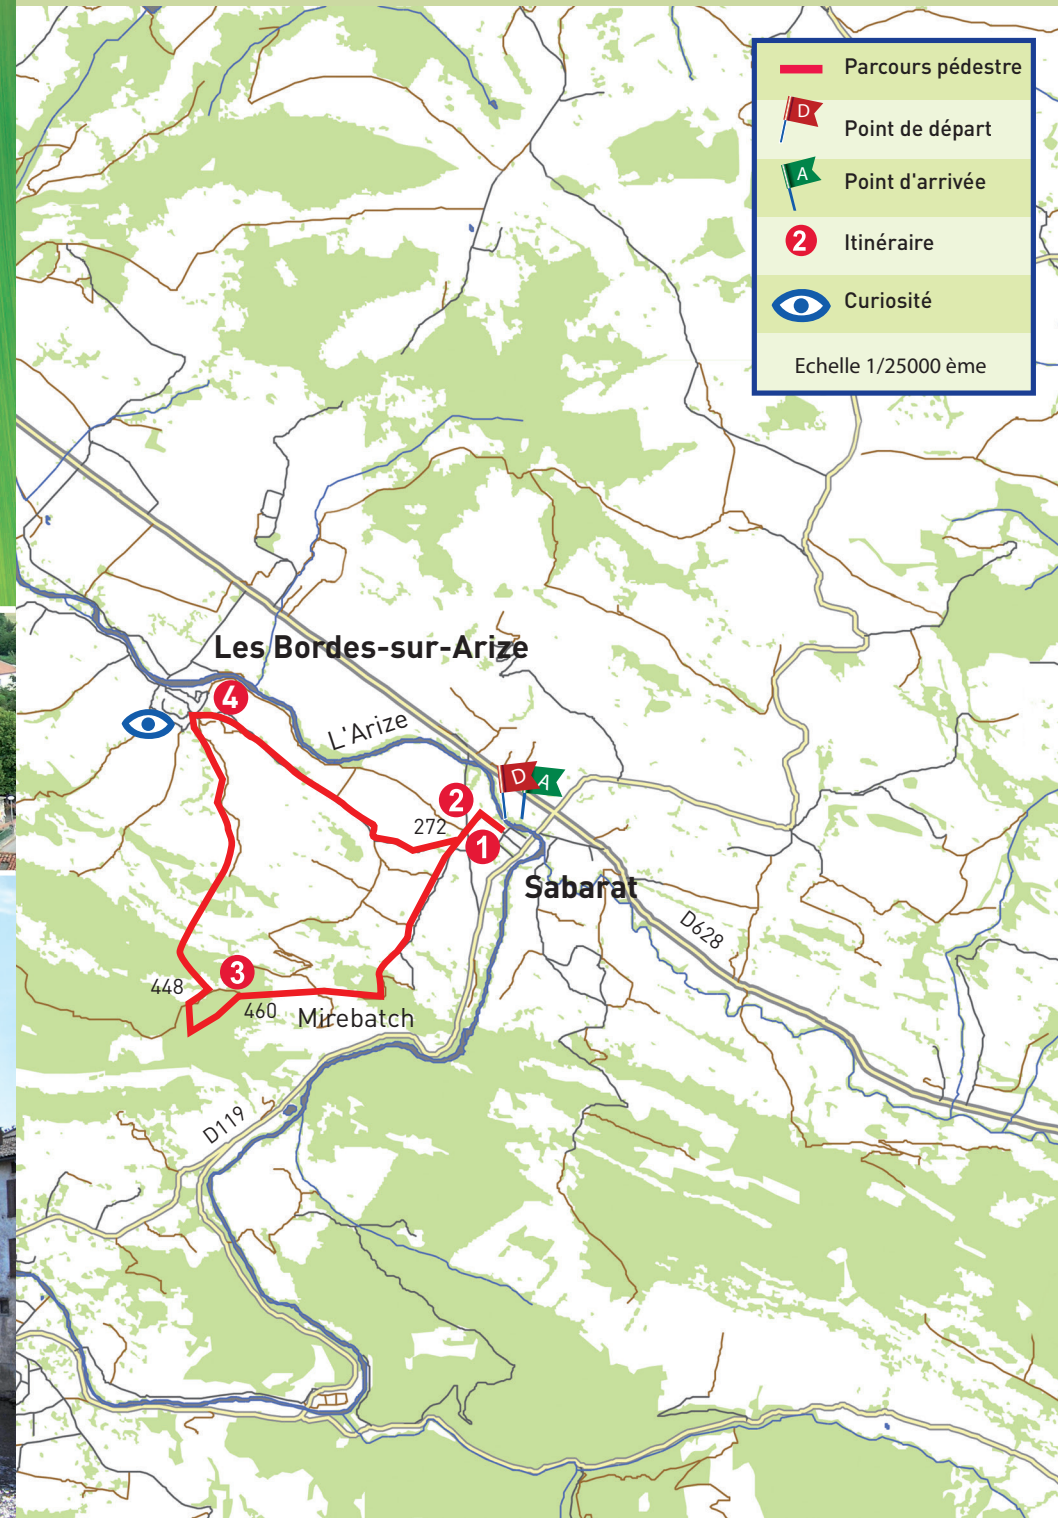 Parcours pédestre
D
Point de départ
A
Point d'arrivée
2
Itinéraire
Curiosité
Echelle 1/25000 ème
Les Bordes-sur-Arize
4
L'Arize
D
A
2
272
1
Sabarat
D628
3
448
460
Mirebatch
D119